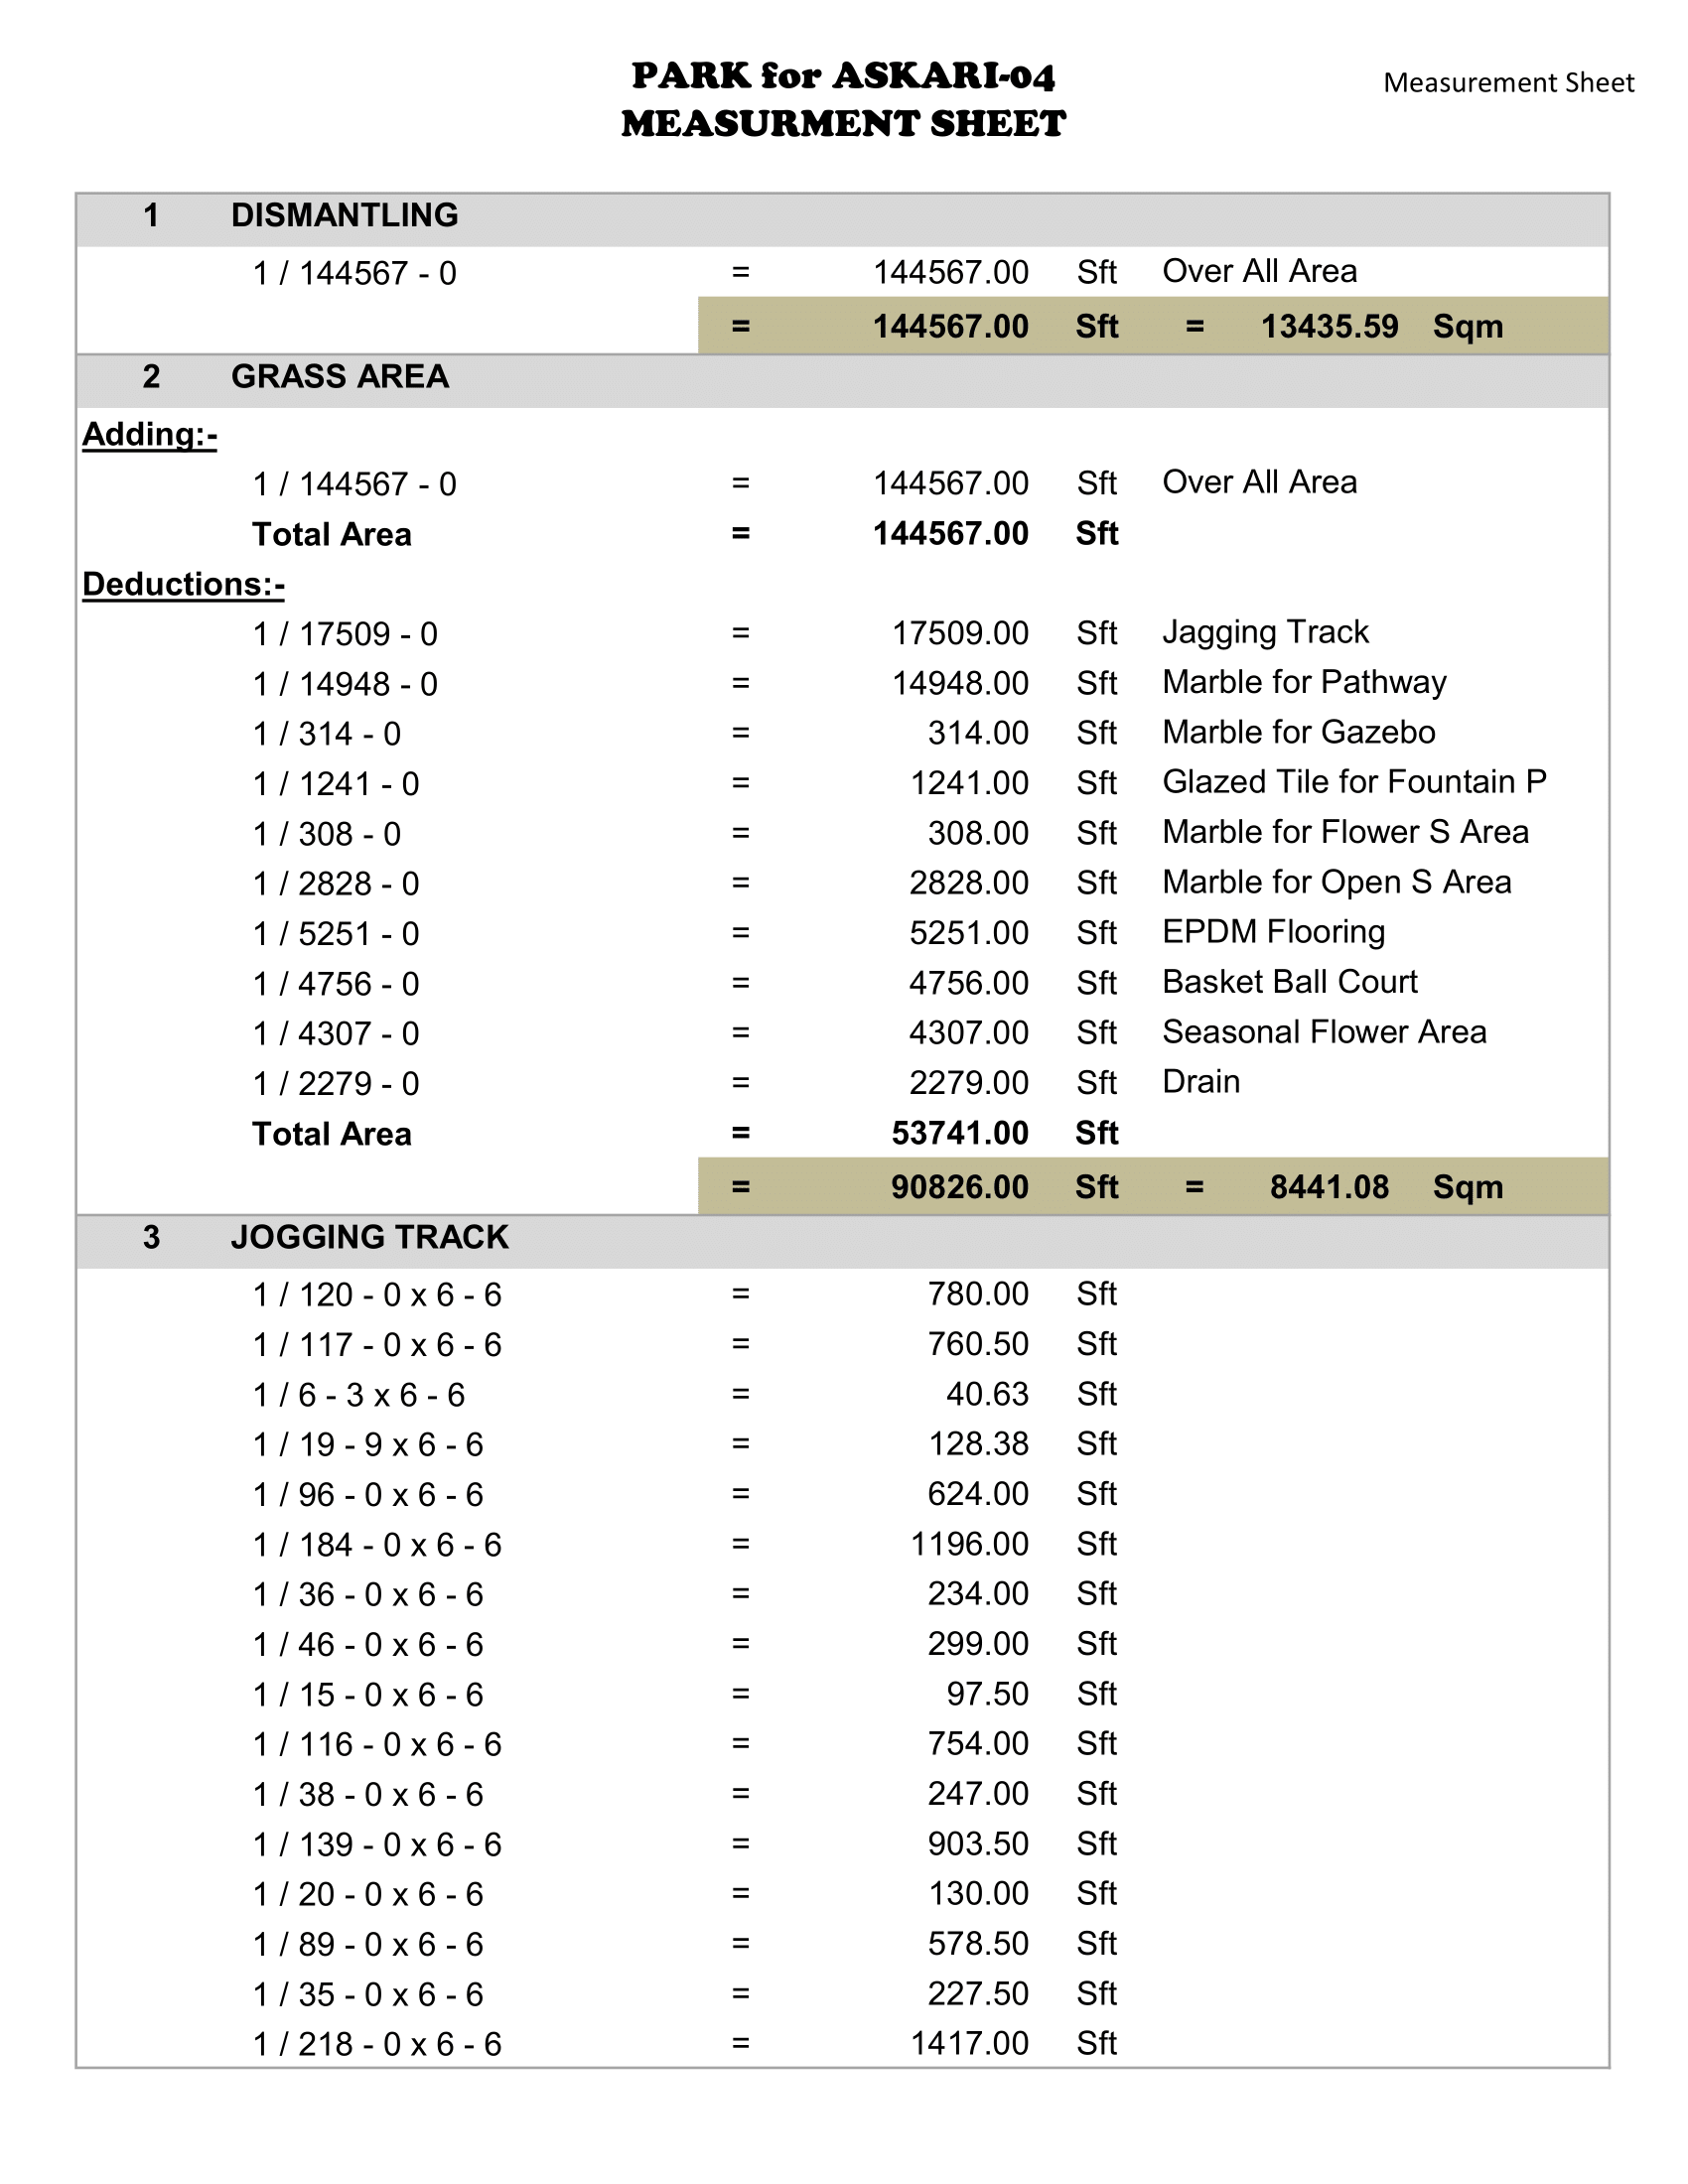 PARK for ASKARI-04
Measurement Sheet
MEASURMENT SHEET
1 DISMANTLING
1 / 144567 - 0 = 144567.00 Sft Over All Area
= 144567.00 Sft = 13435.59 Sqm
2 GRASS AREA
Adding:-
1 / 144567 - 0 = 144567.00 Sft Over All Area
Total Area = 144567.00 Sft
Deductions:-
1 / 17509 - 0 = 17509.00 Sft Jagging Track
1 / 14948 - 0 = 14948.00 Sft Marble for Pathway
1 / 314 - 0 = 314.00 Sft Marble for Gazebo
1 / 1241 - 0 = 1241.00 Sft Glazed Tile for Fountain P
1 / 308 - 0 = 308.00 Sft Marble for Flower S Area
1 / 2828 - 0 = 2828.00 Sft Marble for Open S Area
1 / 5251 - 0 = 5251.00 Sft EPDM Flooring
1 / 4756 - 0 = 4756.00 Sft Basket Ball Court
1 / 4307 - 0 = 4307.00 Sft Seasonal Flower Area
1 / 2279 - 0 = 2279.00 Sft Drain
Total Area = 53741.00 Sft
= 90826.00 Sft = 8441.08 Sqm
3 JOGGING TRACK
1 / 120 - 0 x 6 - 6 = 780.00 Sft
1 / 117 - 0 x 6 - 6 = 760.50 Sft
1 / 6 - 3 x 6 - 6 = 40.63 Sft
1 / 19 - 9 x 6 - 6 = 128.38 Sft
1 / 96 - 0 x 6 - 6 = 624.00 Sft
1 / 184 - 0 x 6 - 6 = 1196.00 Sft
1 / 36 - 0 x 6 - 6 = 234.00 Sft
1 / 46 - 0 x 6 - 6 = 299.00 Sft
1 / 15 - 0 x 6 - 6 = 97.50 Sft
1 / 116 - 0 x 6 - 6 = 754.00 Sft
1 / 38 - 0 x 6 - 6 = 247.00 Sft
1 / 139 - 0 x 6 - 6 = 903.50 Sft
1 / 20 - 0 x 6 - 6 = 130.00 Sft
1 / 89 - 0 x 6 - 6 = 578.50 Sft
1 / 35 - 0 x 6 - 6 = 227.50 Sft
1 / 218 - 0 x 6 - 6 = 1417.00 Sft